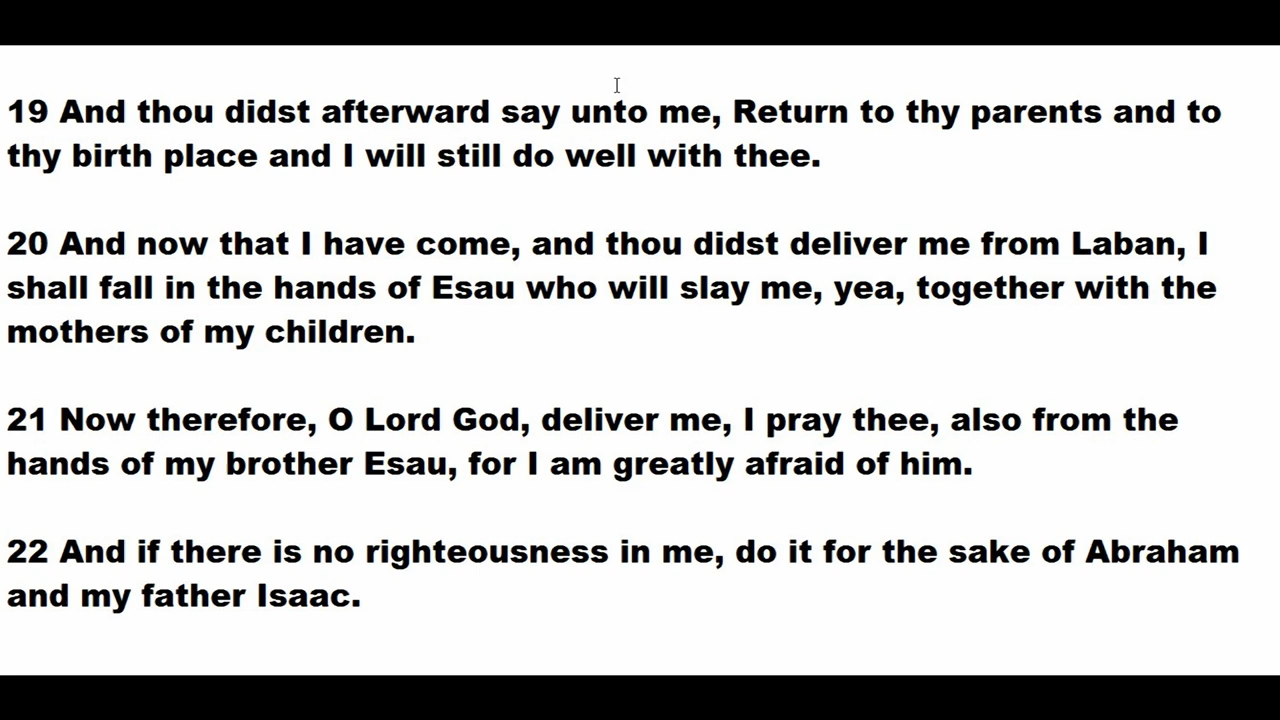 19 And thou didst afterward say unto me, Return to thy parents and to
thy birth place and I will still do well with thee.
20 And now that I have come, and thou didst deliver me from Laban, I
shall fall in the hands of Esau who will slay me, yea, together with the
mothers of my children.
21 Now therefore, O Lord God, deliver me, I pray thee, also from the
hands of my brother Esau, for I am greatly afraid of him.
22 And if there is no righteousness in me, do it for the sake of Abraham
and my father Isaac.